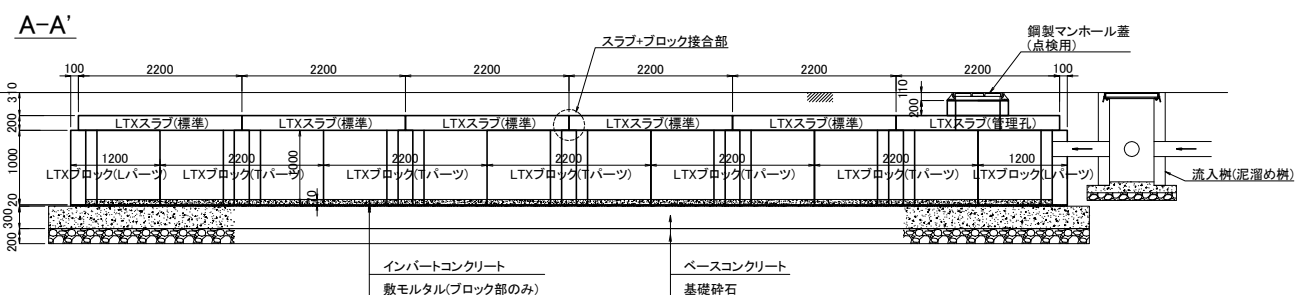 A-A'
スラブ+ブロック接合部
鋼製マンホール蓋
(点検用)
100 2200 2200 2200 2200 2200 2200 100
310
110
200
200
LTXスラブ(標準) LTXスラブ(標準) LTXスラブ(標準) LTXスラブ(標準) LTXスラブ(標準) LTXスラブ(管理孔)
1000
1000
1200 2200 2200 2200 2200 2200 1200
LTXブロック(Lパーツ) LTXブロック(Tパーツ) LTXブロック(Tパーツ) LTXブロック(Tパーツ) LTXブロック(Tパーツ) LTXブロック(Tパーツ) LTXブロック(Lパーツ)
流入桝(泥溜め桝)
20
300
200
インバートコンクリート
敷モルタル(ブロック部のみ)
ベースコンクリート
基礎砕石